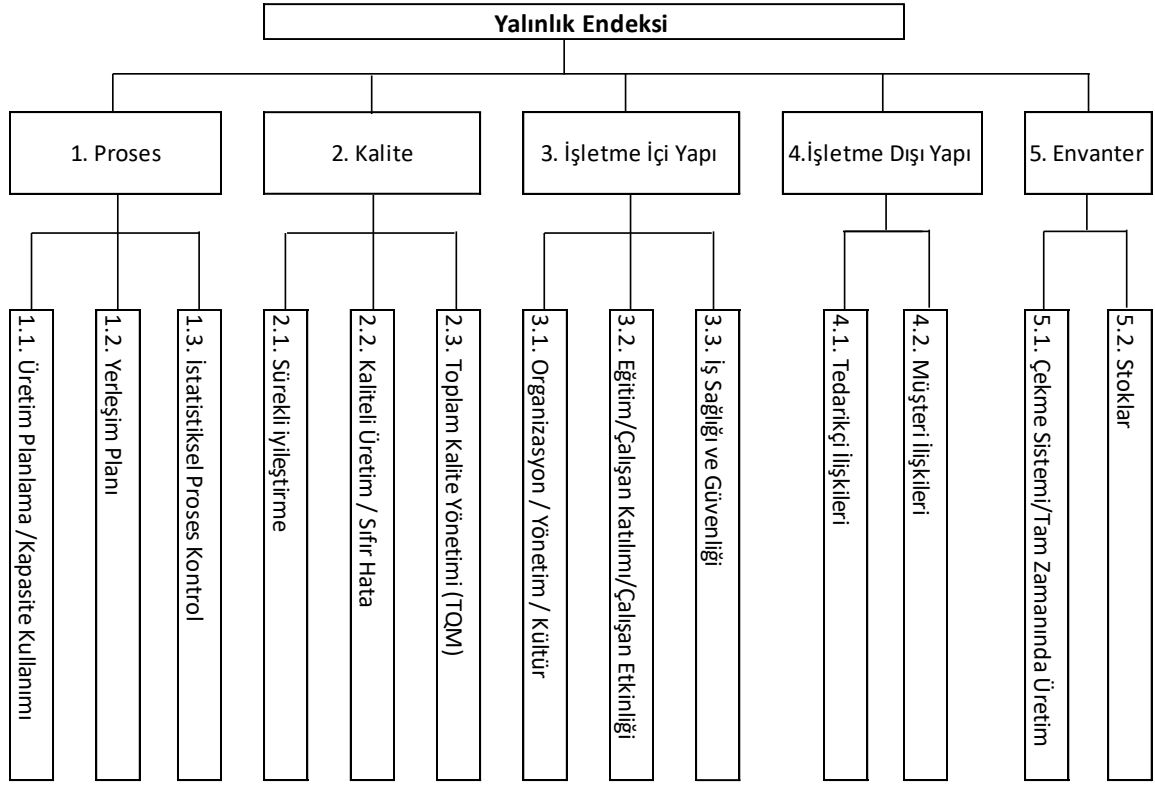 Yalınlık Endeksi
1. Proses
2. Kalite
3. İşletme İçi Yapı
4.İşletme Dışı Yapı
5. Envanter
1.1. Üretim Planlama /Kapasite Kullanımı
1.2. Yerleşim Planı
1.3. İstatistiksel Proses Kontrol
2.1. Sürekli iyileştirme
2.2. Kaliteli Üretim / Sıfır Hata
2.3. Toplam Kalite Yönetimi (TQM)
3.1. Organizasyon / Yönetim / Kültür
3.2. Eğitim/Çalışan Katılımı/Çalışan Etkinliği
3.3. İş Sağlığı ve Güvenliği
4.1. Tedarikçi İlişkileri
4.2. Müşteri İlişkileri
5.1. Çekme Sistemi/Tam Zamanında Üretim
5.2. Stoklar